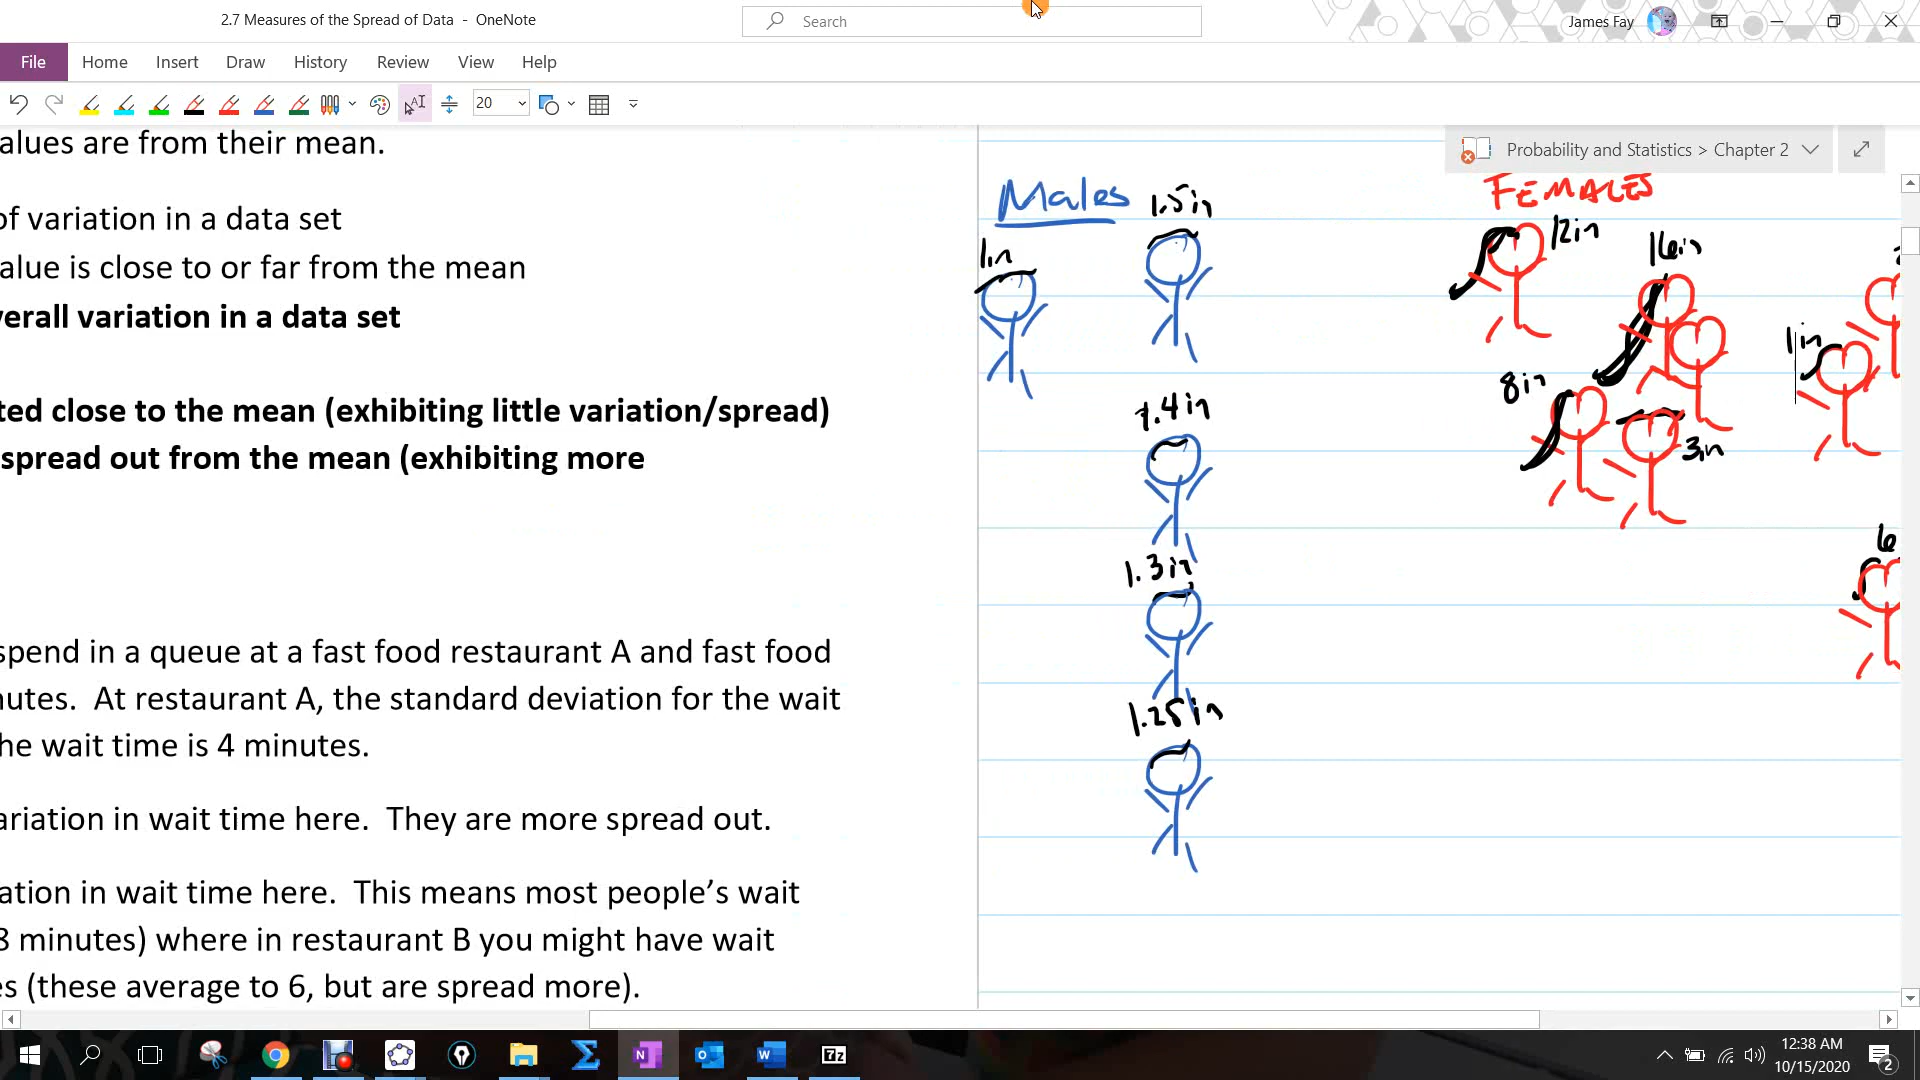 2.7 Measures of the Spread of Data - OneNote
Search
James Fay
File Home Insert Draw History Review View Help
20
Probability and Statistics > Chapter 2
alues are from their mean.
of variation in a data set
alue is close to or far from the mean
verall variation in a data set
ted close to the mean (exhibiting little variation/spread)
spread out from the mean (exhibiting more
spend in a queue at a fast food restaurant A and fast food
nutes. At restaurant A, the standard deviation for the wait
he wait time is 4 minutes.
ariation in wait time here. They are more spread out.
ation in wait time here. This means most people's wait
8 minutes) where in restaurant B you might have wait
es (these average to 6, but are spread more).
Males
1.5in
1in
1.4in
1.3in
1.25in
FEMALES
12in
16in
1in
8in
3in
6
7z
12:38 AM
10/15/2020
2